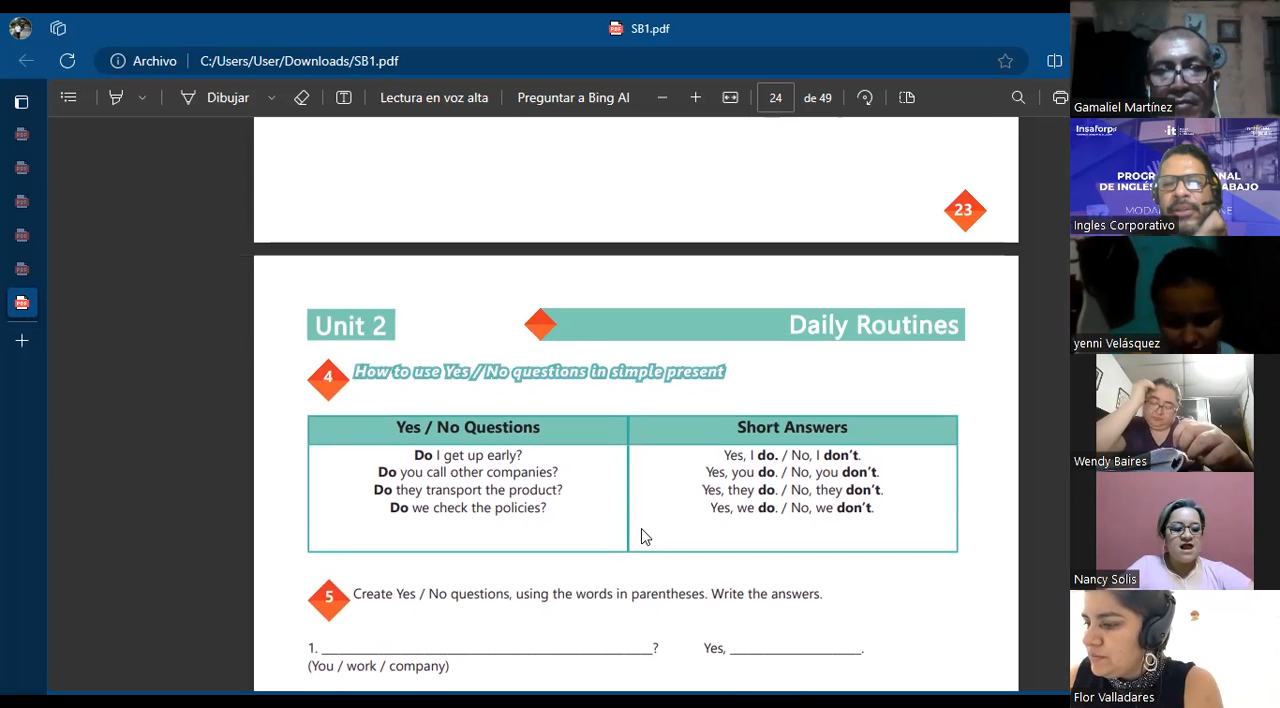 SB1.pdf
Archivo
C:/Users/User/Downloads/SB1.pdf
Dibujar
Lectura en voz alta
Preguntar a Bing AI
24
de 49
23
Unit 2
Daily Routines
4
How to use Yes / No questions in simple present
Yes / No Questions
Short Answers
Do I get up early?
Yes, I do. / No, I don't.
Do you call other companies?
Yes, you do. / No, you don't.
Do they transport the product?
Yes, they do. / No, they don't.
Do we check the policies?
Yes, we do. / No, we don't.
5
Create Yes / No questions, using the words in parentheses. Write the answers.
1. ________________________________________? Yes, ________________.
(You / work / company)
Gamaliel Martínez
Insaforp
it
Ingles Corporativo
yenni Velásquez
Wendy Baires
Nancy Solis
Flor Valladares